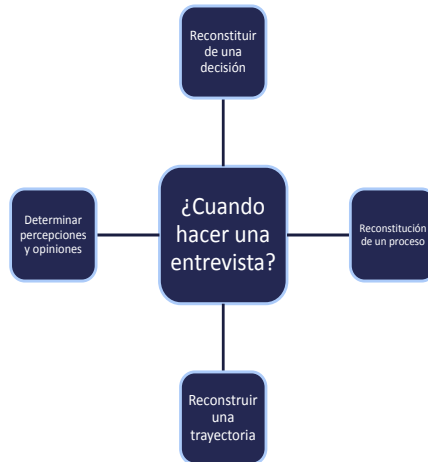 Reconstituir
de una
decisión
Determinar
percepciones
y opiniones
¿Cuando
hacer una
entrevista?
Reconstitución
de un proceso
Reconstruir
una
trayectoria